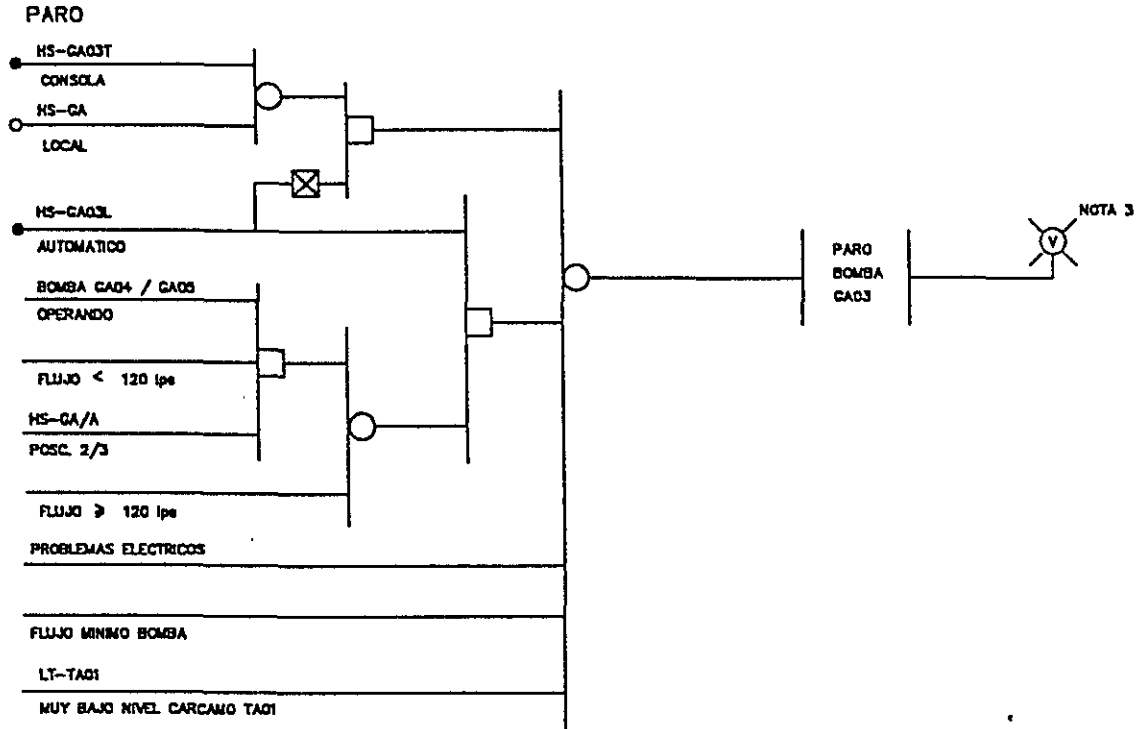 PARO
HS-GA03T
CONSOLA
HS-GA
LOCAL
HS-GA03L
AUTOMATICO
BOMBA GA04 / GA05
OPERANDO
FLUJO < 120 lps
HS-GA/A
POSC. 2/3
FLUJO ⩾ 120 lps
PROBLEMAS ELECTRICOS
FLUJO MINIMO BOMBA
LT-TA01
MUY BAJO NIVEL CARCAMO TA01
PARO
BOMBA
GA03
V
NOTA 3